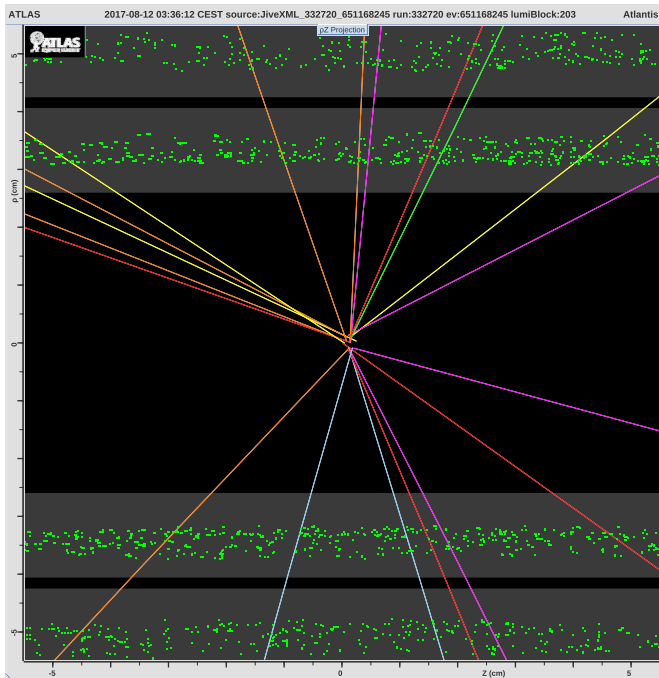 ATLAS 2017-08-12 03:36:12 CEST source:JiveXML_332720_651168245 run:332720 ev:651168245 lumiBlock:203 Atlantis
ρZ Projection
ATLAS
5
ρ (cm)
0
-5
-5 0 Z (cm) 5